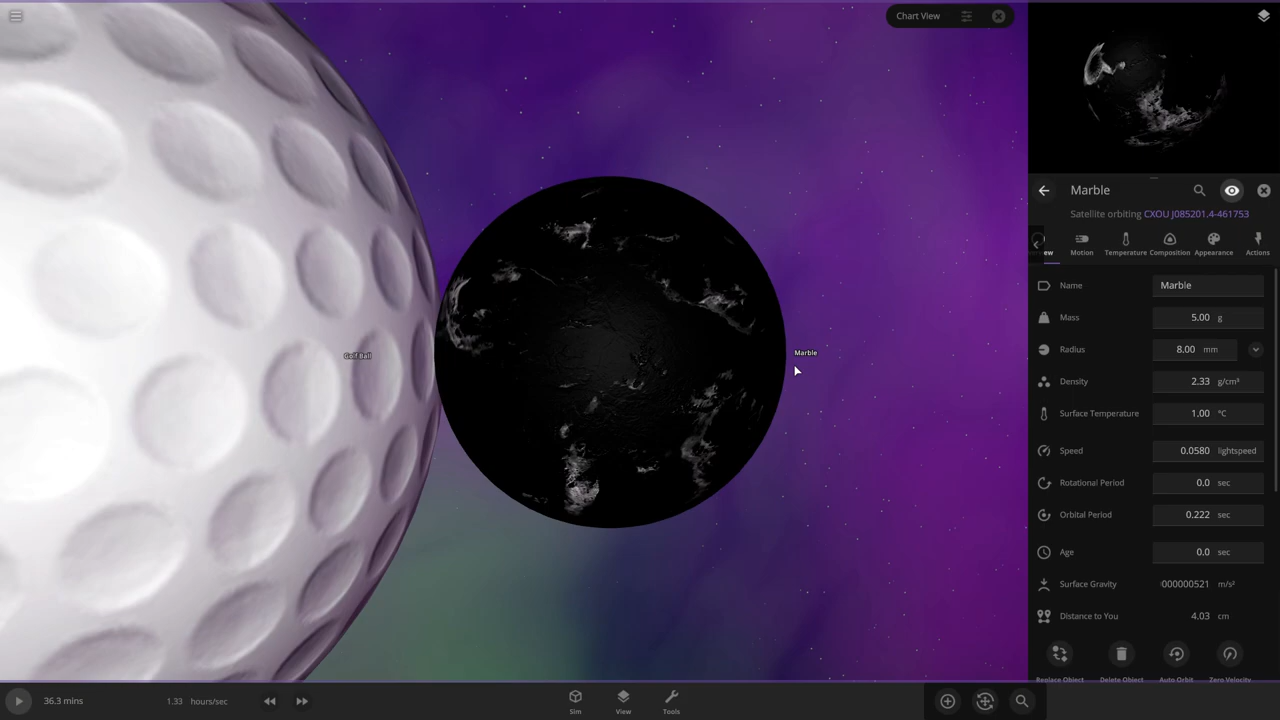 Chart View
Golf Ball
Marble
36.3 mins
1.33 hours/sec
Sim
View
Tools
Marble
Satellite orbiting CXOU J085201.4-461753
Motion
Temperature
Composition
Appearance
Actions
Name Marble
Mass 5.00 g
Radius 8.00 mm
Density 2.33 g/cm³
Surface Temperature 1.00 °C
Speed 0.0580 lightspeed
Rotational Period 0.0 sec
Orbital Period 0.222 sec
Age 0.0 sec
Surface Gravity 000000521 m/s²
Distance to You 4.03 cm
Replace Object
Delete Object
Auto Orbit
Zero Velocity